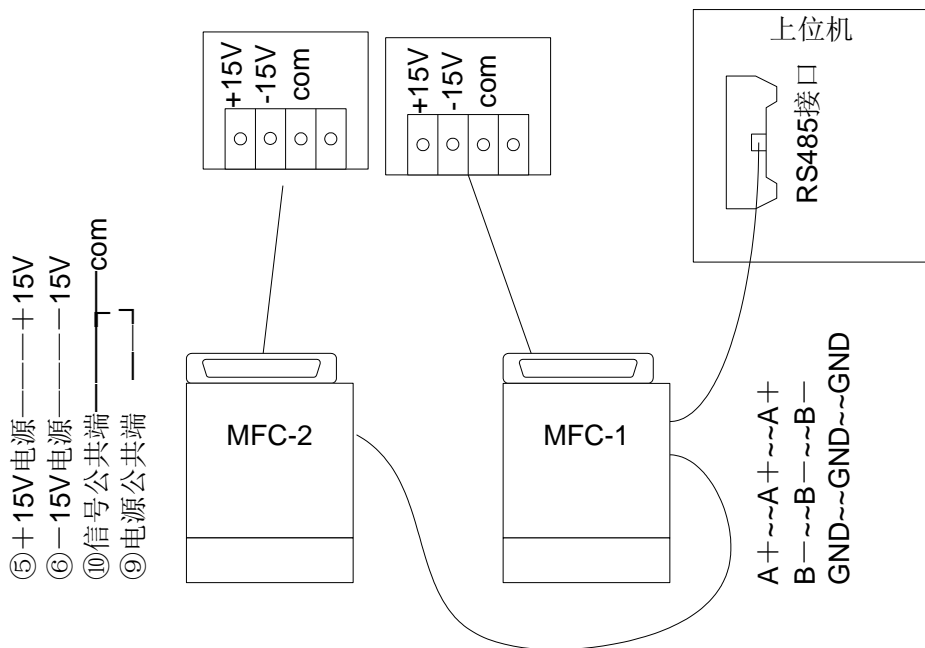 +15V
-15V
com
+15V
-15V
com
上位机
RS485接口
⑤＋15V电源————＋15V
⑥－15V电源————－15V
⑩信号公共端————com
⑨电源公共端——
MFC-2
MFC-1
A＋~~A＋~~A＋
B－~~B－~~B－
GND~~GND~~GND